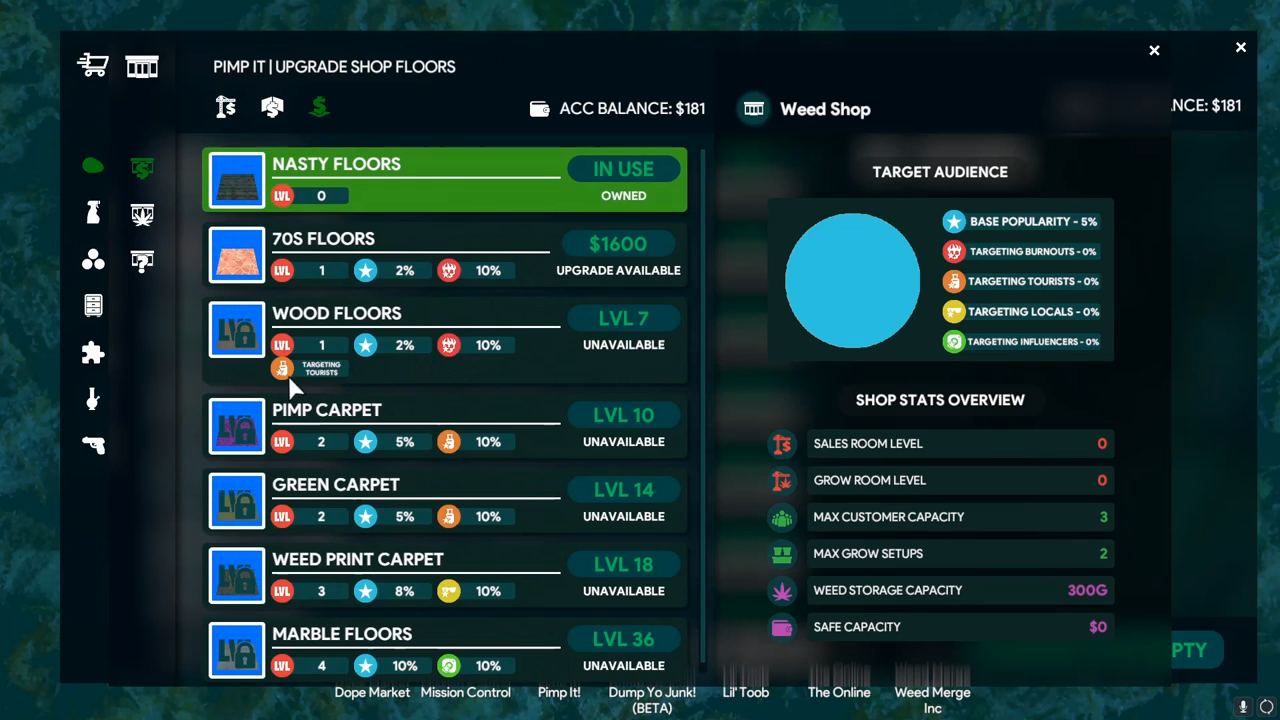 PIMP IT | UPGRADE SHOP FLOORS
ACC BALANCE: $181
NASTY FLOORS
LVL 0
IN USE
OWNED
70S FLOORS
LVL 1 2% 10%
$1600
UPGRADE AVAILABLE
WOOD FLOORS
LVL 1 2% 10%
TARGETING
TOURISTS
LVL 7
UNAVAILABLE
PIMP CARPET
LVL 2 5% 10%
LVL 10
UNAVAILABLE
GREEN CARPET
LVL 2 5% 10%
LVL 14
UNAVAILABLE
WEED PRINT CARPET
LVL 3 8% 10%
LVL 18
UNAVAILABLE
MARBLE FLOORS
LVL 4 10% 10%
LVL 36
UNAVAILABLE
Weed Shop
NCE: $181
TARGET AUDIENCE
BASE POPULARITY - 5%
TARGETING BURNOUTS - 0%
TARGETING TOURISTS - 0%
TARGETING LOCALS - 0%
TARGETING INFLUENCERS - 0%
SHOP STATS OVERVIEW
SALES ROOM LEVEL 0
GROW ROOM LEVEL 0
MAX CUSTOMER CAPACITY 3
MAX GROW SETUPS 2
WEED STORAGE CAPACITY 300G
SAFE CAPACITY $0
PTY
Dope Market
Mission Control
Pimp It!
Dump Yo Junk!
(BETA)
Lil' Toob
The Online
Weed Merge
Inc